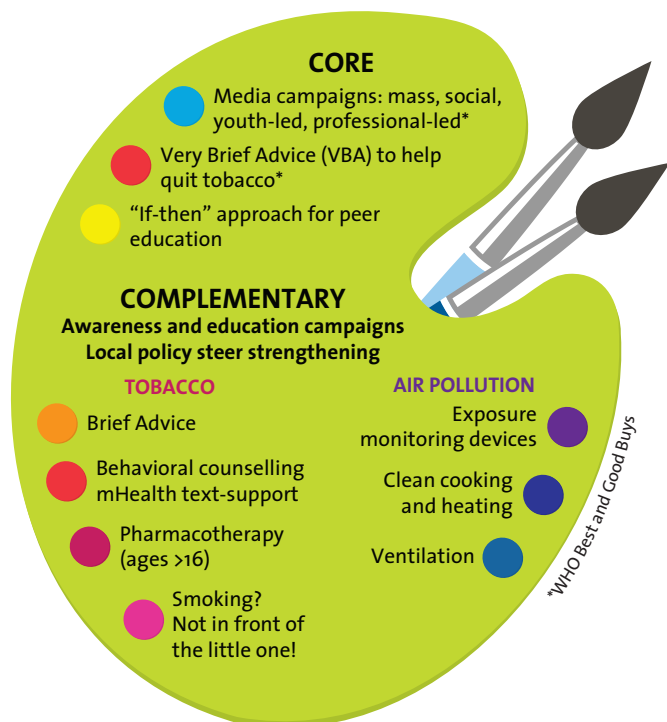 CORE
Media campaigns: mass, social,
youth-led, professional-led*
Very Brief Advice (VBA) to help
quit tobacco*
“If-then” approach for peer
education
COMPLEMENTARY
Awareness and education campaigns
Local policy steer strengthening
TOBACCO
Brief Advice
Behavioral counselling
mHealth text-support
Pharmacotherapy
(ages >16)
Smoking?
Not in front of
the little one!
AIR POLLUTION
Exposure
monitoring devices
Clean cooking
and heating
Ventilation
*WHO Best and Good Buys